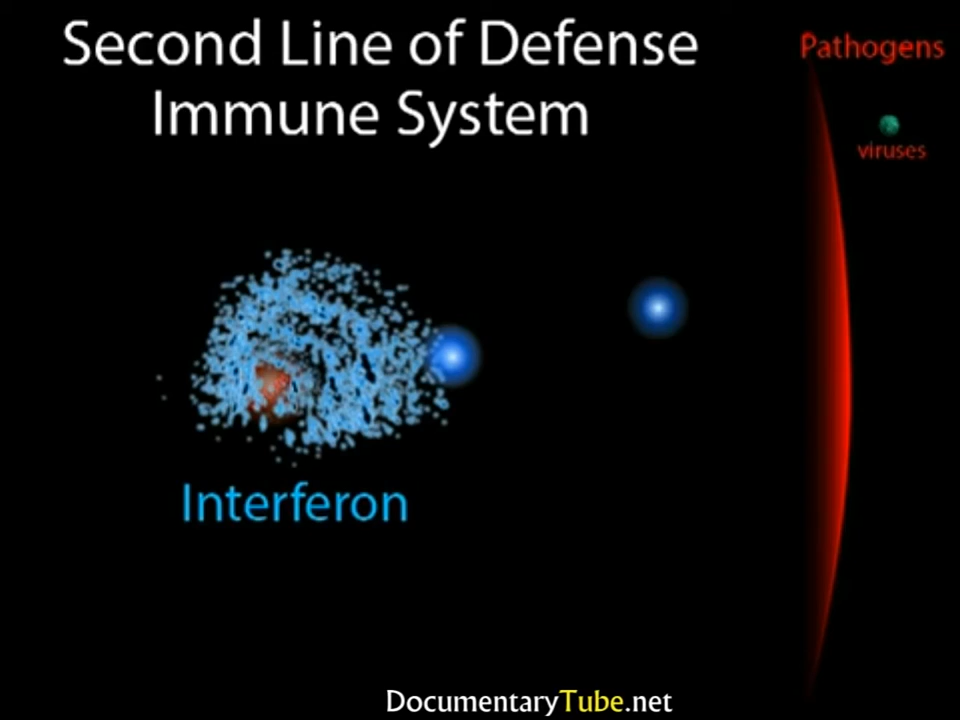 Second Line of Defense
Immune System
Pathogens
viruses
Interferon
DocumentaryTube.net